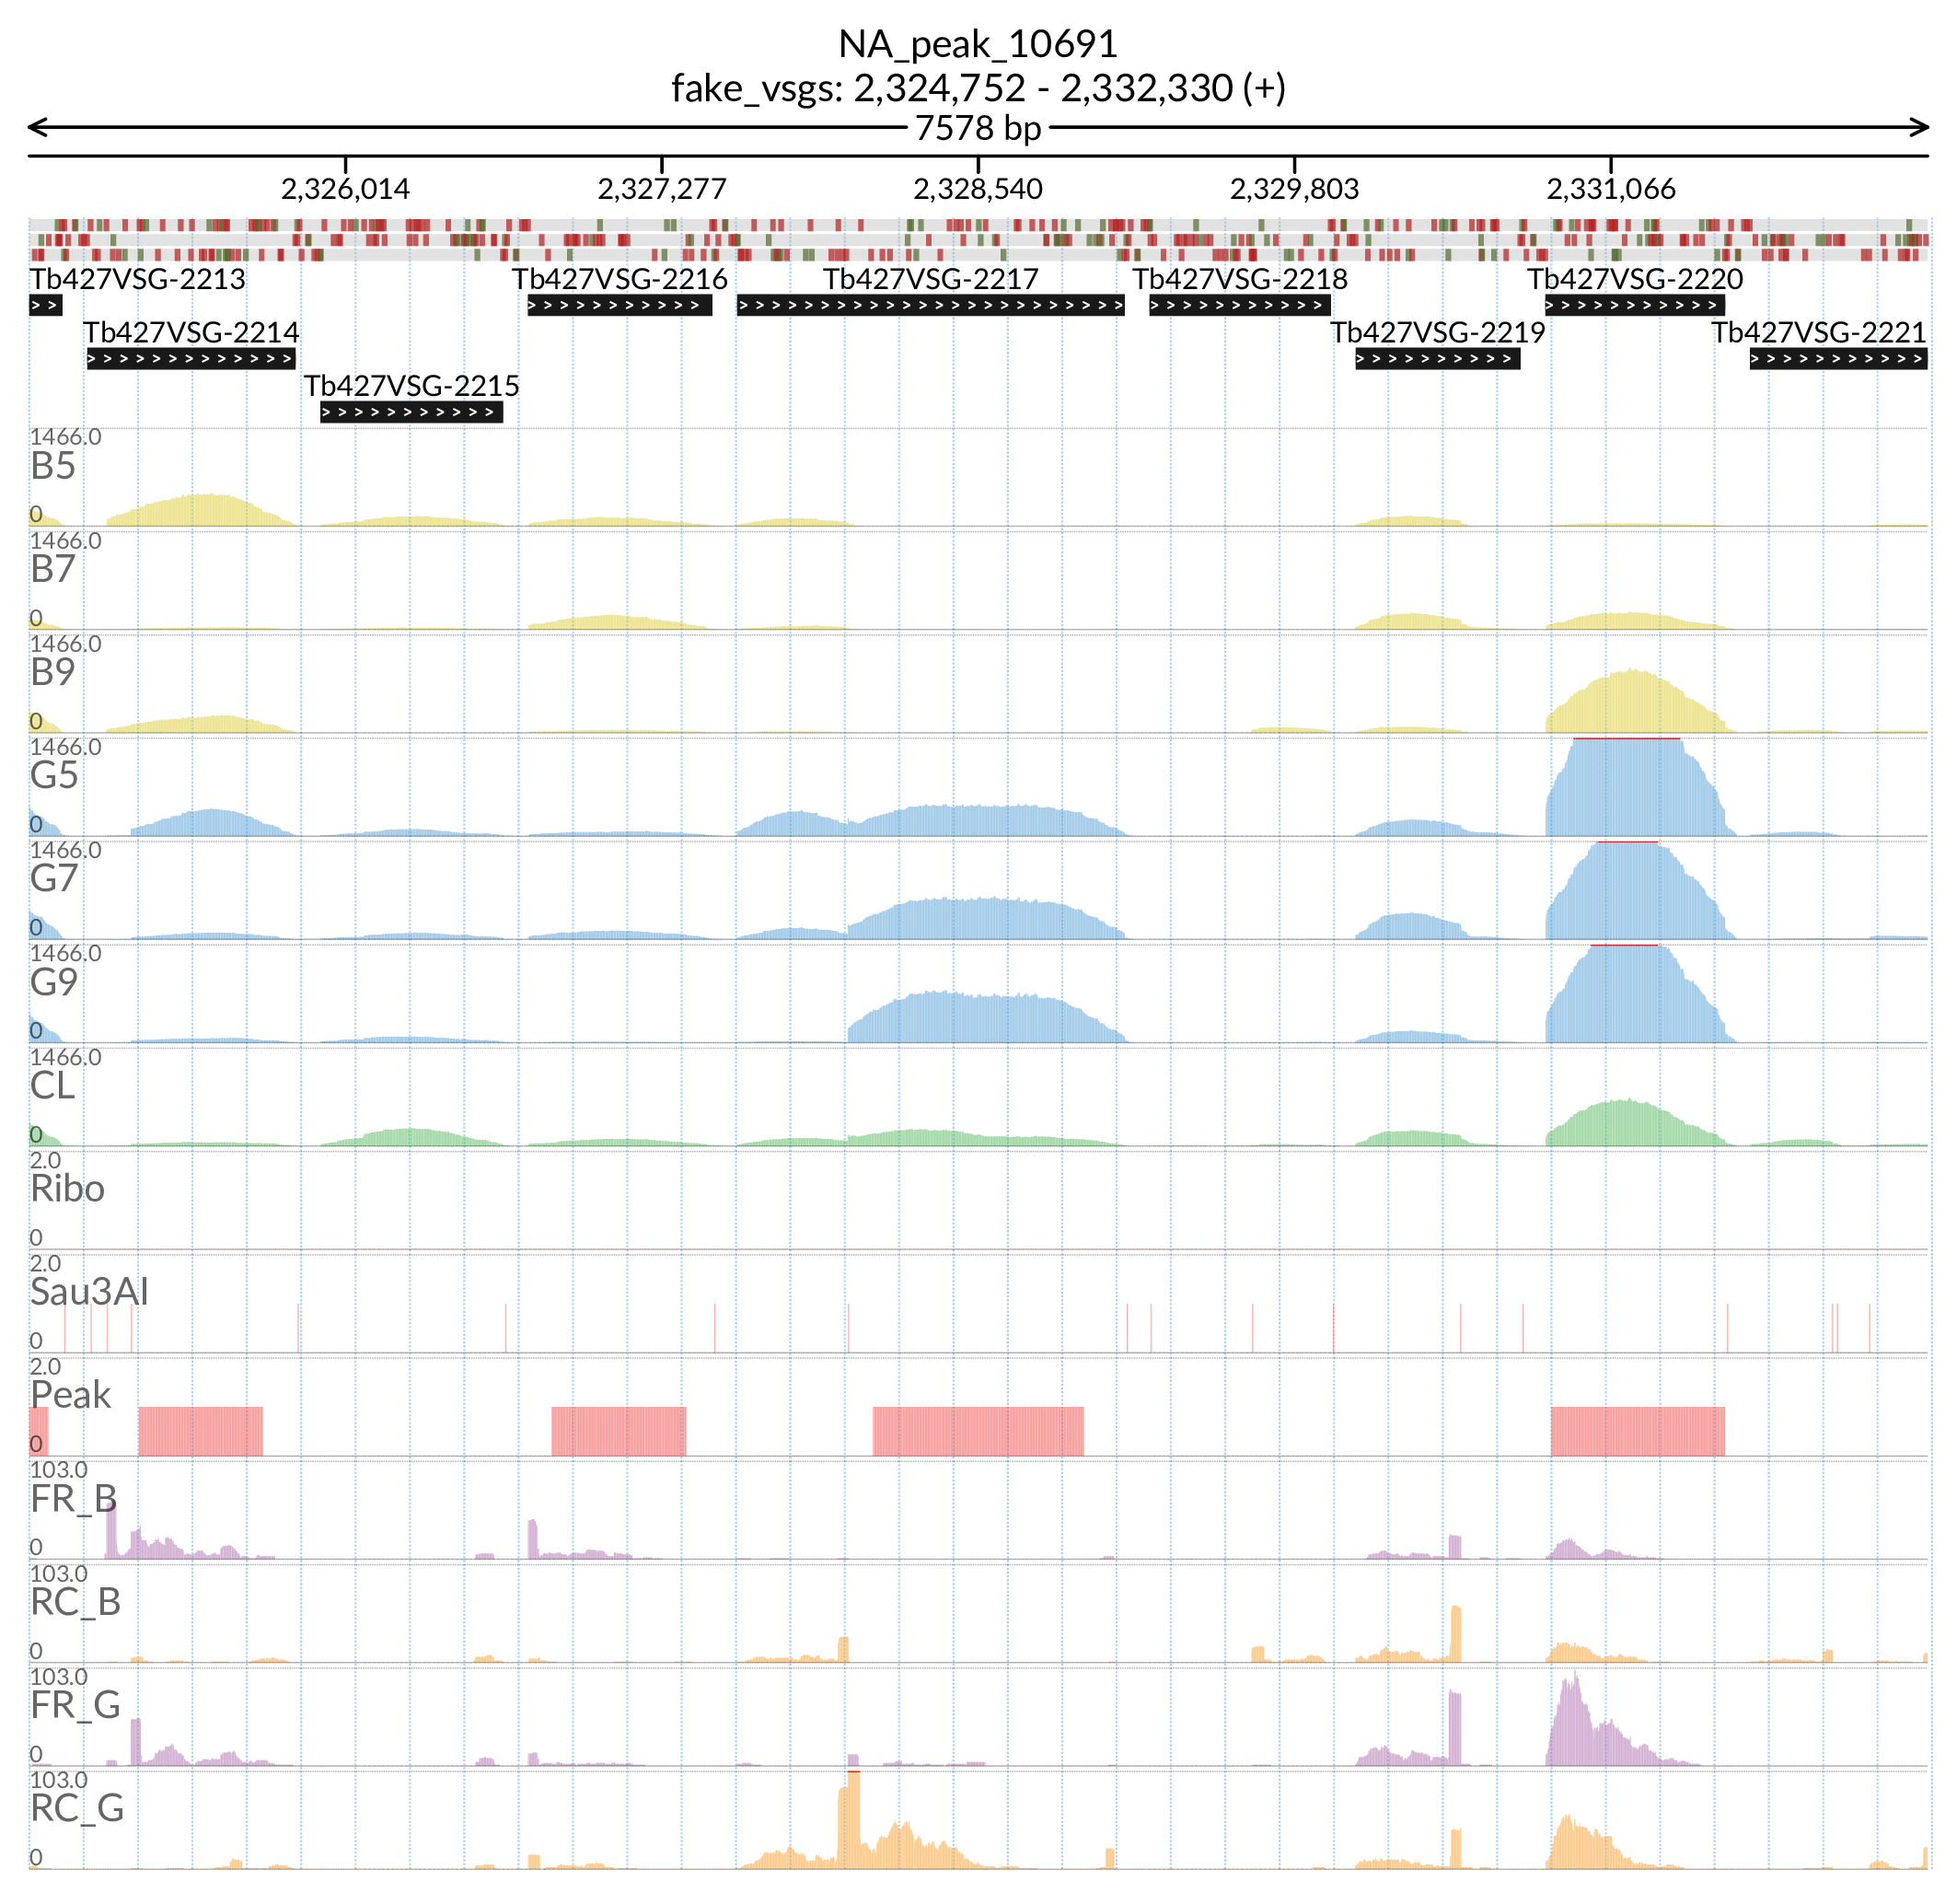 NA_peak_10691
fake_vsgs: 2,324,752 - 2,332,330 (+)
7578 bp
2,326,014 2,327,277 2,328,540 2,329,803 2,331,066
Tb427VSG-2213 Tb427VSG-2216 Tb427VSG-2217 Tb427VSG-2218 Tb427VSG-2220
Tb427VSG-2214 Tb427VSG-2219 Tb427VSG-2221
Tb427VSG-2215
1466.0
B5
0
1466.0
B7
0
1466.0
B9
0
1466.0
G5
0
1466.0
G7
0
1466.0
G9
0
1466.0
CL
0
2.0
Ribo
0
2.0
Sau3AI
0
2.0
Peak
0
103.0
FR_B
0
103.0
RC_B
0
103.0
FR_G
0
103.0
RC_G
0